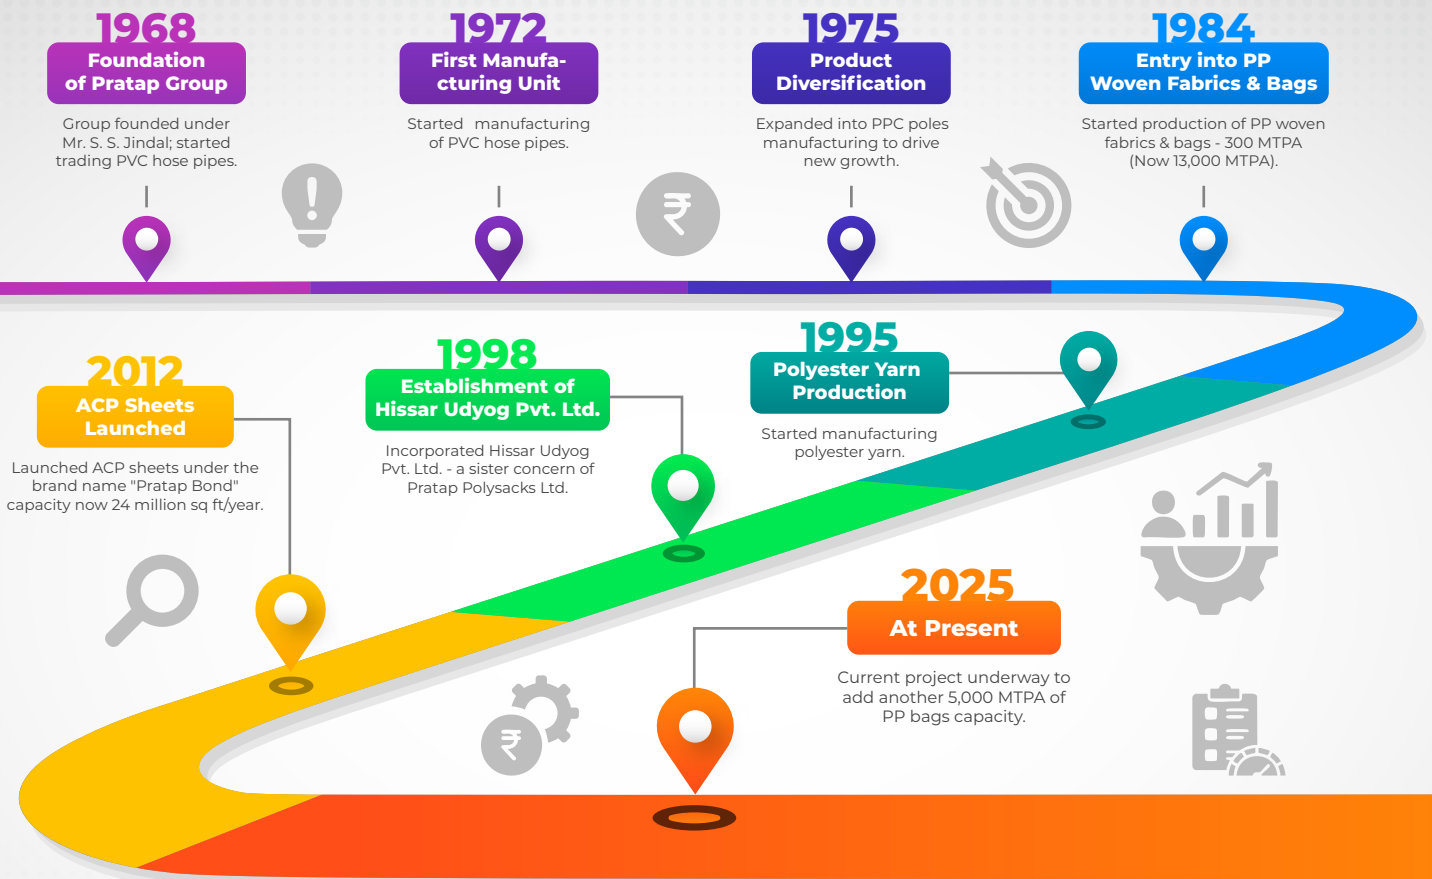 1968
Foundation
of Pratap Group
Group founded under
Mr. S. S. Jindal; started
trading PVC hose pipes.
1972
First Manufa-
cturing Unit
Started manufacturing
of PVC hose pipes.
1975
Product
Diversification
Expanded into PPC poles
manufacturing to drive
new growth.
1984
Entry into PP
Woven Fabrics & Bags
Started production of PP woven
fabrics & bags - 300 MTPA
(Now 13,000 MTPA).
₹
1995
Polyester Yarn
Production
Started manufacturing
polyester yarn.
1998
Establishment of
Hissar Udyog Pvt. Ltd.
Incorporated Hissar Udyog
Pvt. Ltd. - a sister concern of
Pratap Polysacks Ltd.
2012
ACP Sheets
Launched
Launched ACP sheets under the
brand name "Pratap Bond"
capacity now 24 million sq ft/year.
2025
At Present
Current project underway to
add another 5,000 MTPA of
PP bags capacity.
₹